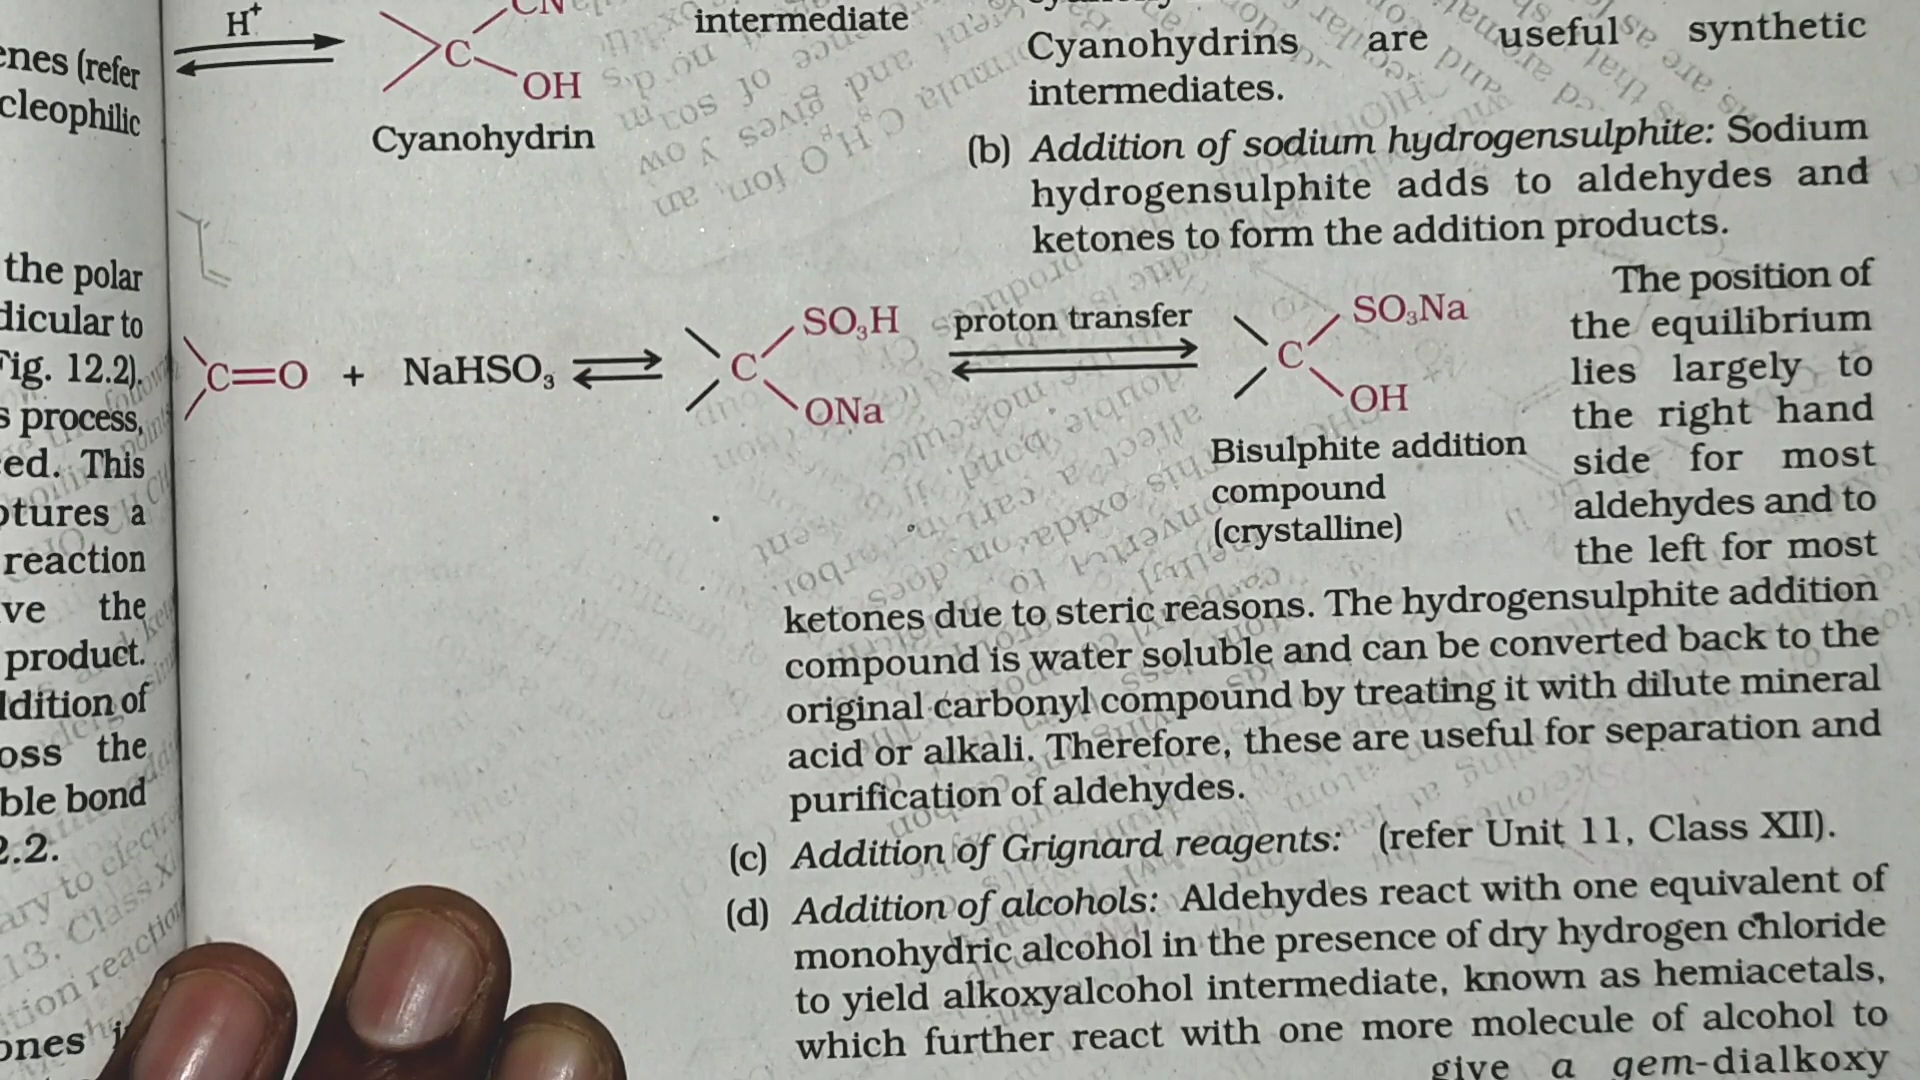 enes (refer
cleophilic
the polar
dicular to
Fig. 12.2).
s process,
ed. This
ptures a
reaction
ve the
product.
ddition of
oss the
ble bond
2.2.
ones
H⁺
C
CN
OH
Cyanohydrin
intermediate
Cyanohydrins are useful synthetic
intermediates.
(b) Addition of sodium hydrogensulphite: Sodium
hydrogensulphite adds to aldehydes and
ketones to form the addition products.
C=O + NaHSO₃ ⇌ C SO₃H ONa proton transfer ⇌ C SO₃Na OH
Bisulphite addition
compound
(crystalline)
The position of
the equilibrium
lies largely to
the right hand
side for most
aldehydes and to
the left for most
ketones due to steric reasons. The hydrogensulphite addition
compound is water soluble and can be converted back to the
original carbonyl compound by treating it with dilute mineral
acid or alkali. Therefore, these are useful for separation and
purification of aldehydes.
(c) Addition of Grignard reagents: (refer Unit 11, Class XII).
(d) Addition of alcohols: Aldehydes react with one equivalent of
monohydric alcohol in the presence of dry hydrogen chloride
to yield alkoxyalcohol intermediate, known as hemiacetals,
which further react with one more molecule of alcohol to
give a gem-dialkoxy